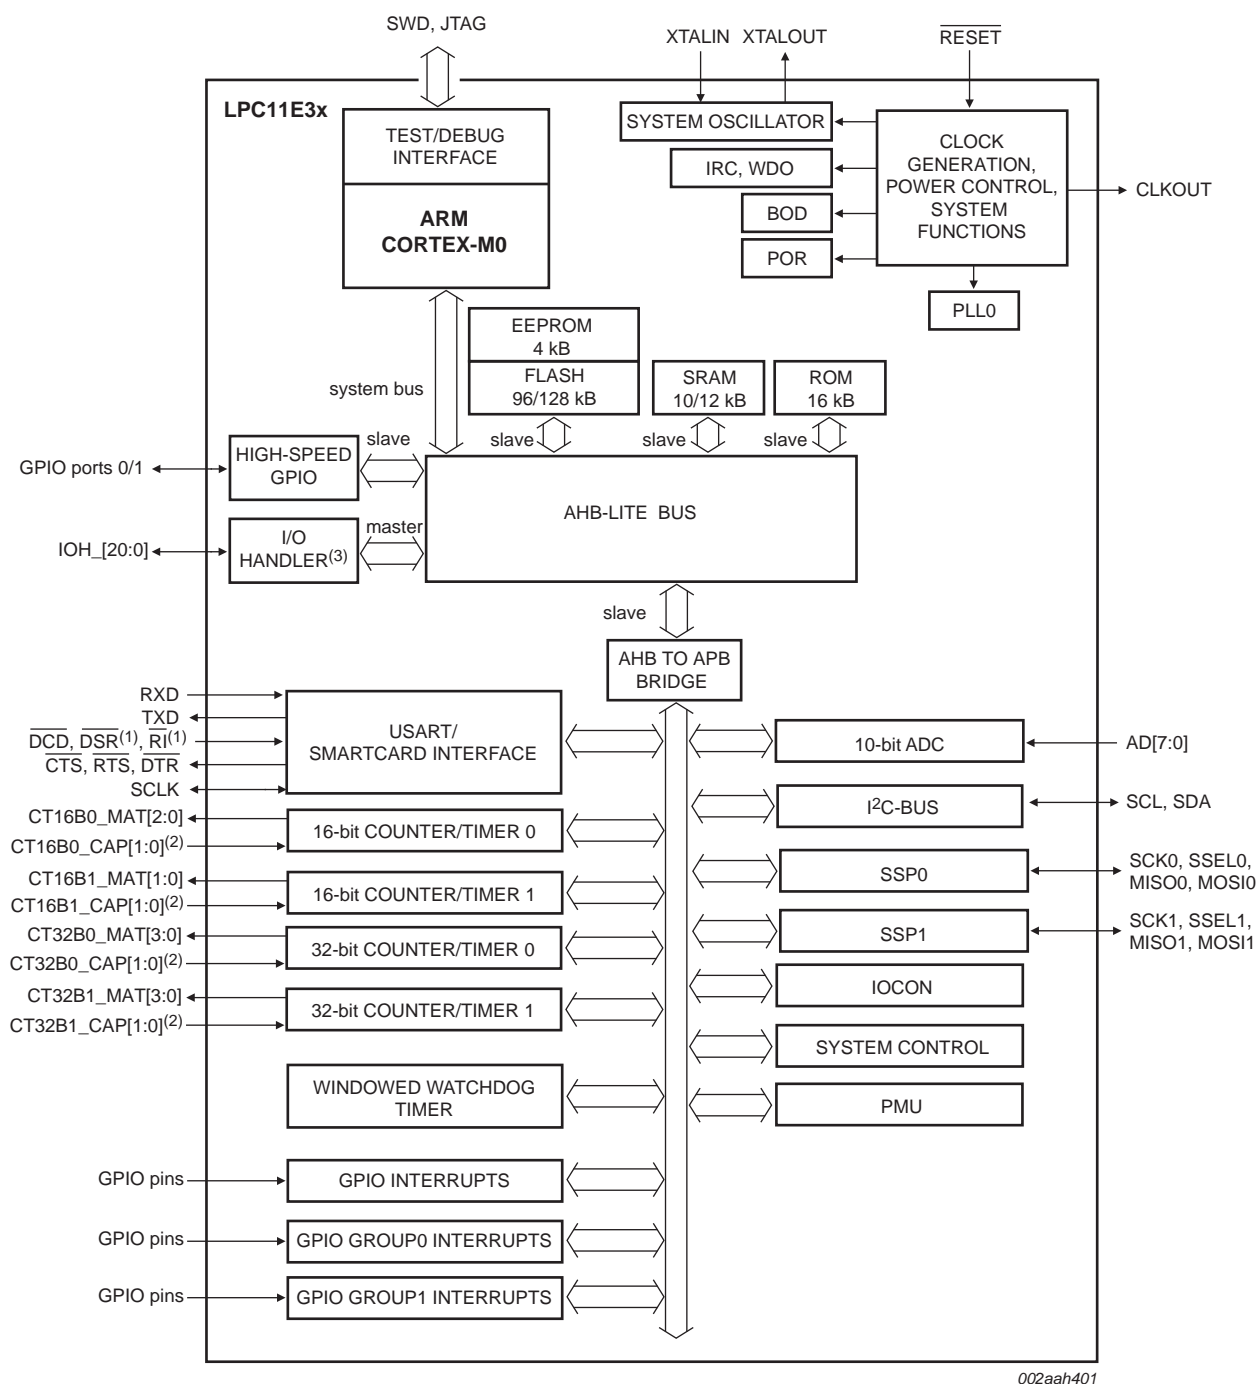 SWD, JTAG
XTALIN XTALOUT
RESET
LPC11E3x
TEST/DEBUG
INTERFACE
ARM
CORTEX-M0
SYSTEM OSCILLATOR
IRC, WDO
BOD
POR
CLOCK
GENERATION,
POWER CONTROL,
SYSTEM
FUNCTIONS
CLKOUT
PLL0
system bus
EEPROM
4 kB
FLASH
96/128 kB
SRAM
10/12 kB
ROM
16 kB
slave
slave
slave
slave
GPIO ports 0/1
HIGH-SPEED
GPIO
IOH_[20:0]
I/O
HANDLER(3)
master
AHB-LITE BUS
slave
AHB TO APB
BRIDGE
RXD
TXD
DCD, DSR(1), RI(1)
CTS, RTS, DTR
SCLK
USART/
SMARTCARD INTERFACE
CT16B0_MAT[2:0]
CT16B0_CAP[1:0](2)
16-bit COUNTER/TIMER 0
CT16B1_MAT[1:0]
CT16B1_CAP[1:0](2)
16-bit COUNTER/TIMER 1
CT32B0_MAT[3:0]
CT32B0_CAP[1:0](2)
32-bit COUNTER/TIMER 0
CT32B1_MAT[3:0]
CT32B1_CAP[1:0](2)
32-bit COUNTER/TIMER 1
WINDOWED WATCHDOG
TIMER
GPIO pins
GPIO INTERRUPTS
GPIO pins
GPIO GROUP0 INTERRUPTS
GPIO pins
GPIO GROUP1 INTERRUPTS
10-bit ADC
AD[7:0]
I2C-BUS
SCL, SDA
SSP0
SCK0, SSEL0,
MISO0, MOSI0
SSP1
SCK1, SSEL1,
MISO1, MOSI1
IOCON
SYSTEM CONTROL
PMU
002aah401